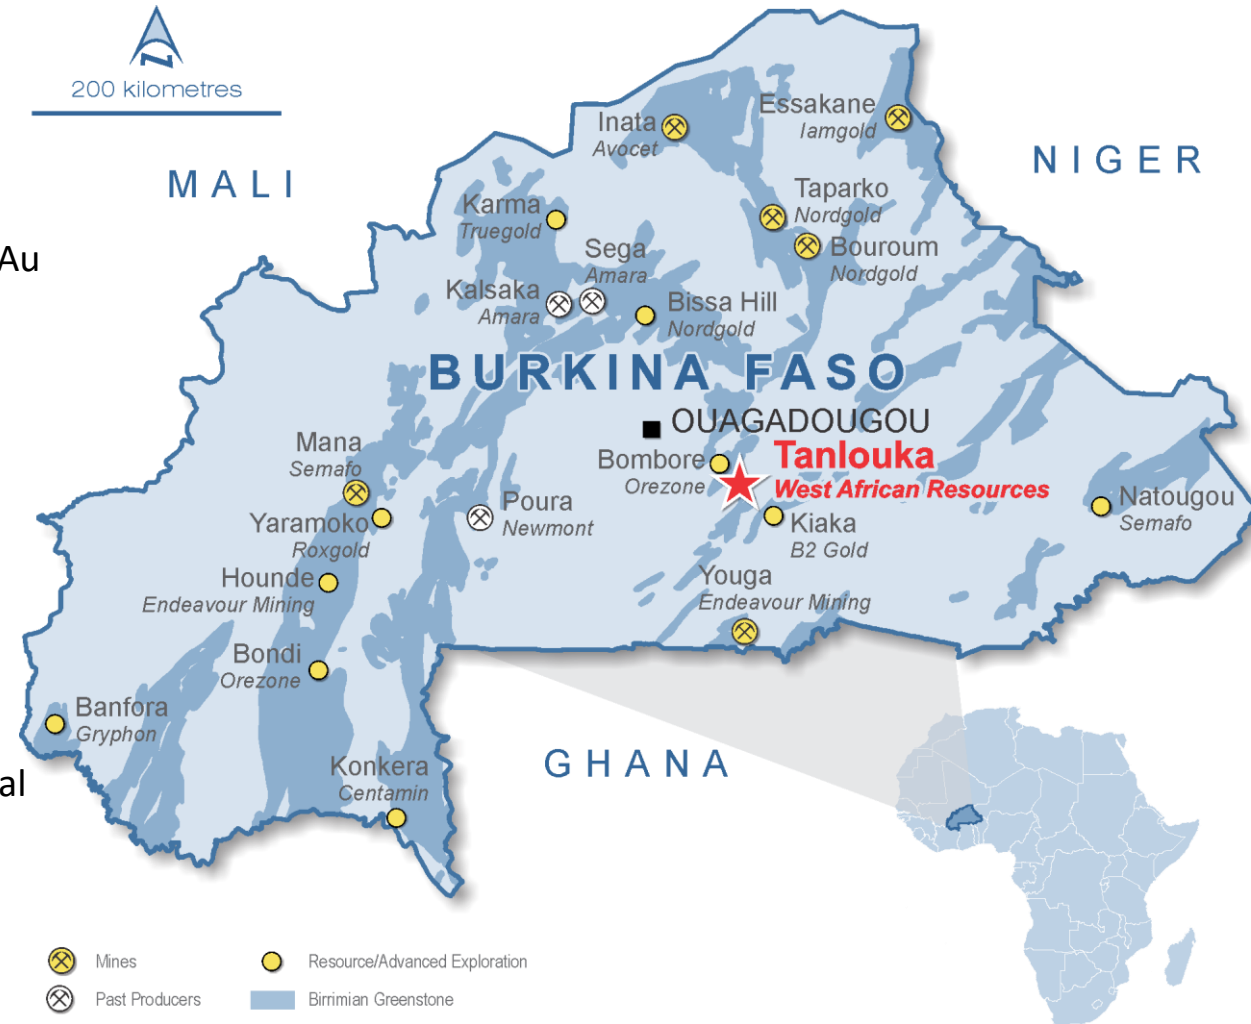 N
200 kilometres
MALI
NIGER
GHANA
Au
al
Inata
Avocet
Essakane
Iamgold
Karma
Truegold
Taparko
Nordgold
Sega
Amara
Bouroum
Nordgold
Kalsaka
Amara
Bissa Hill
Nordgold
BURKINA FASO
OUAGADOUGOU
Mana
Semafo
Bombore
Orezone
Tanlouka
West African Resources
Yaramoko
Roxgold
Poura
Newmont
Kiaka
B2 Gold
Natougou
Semafo
Hounde
Endeavour Mining
Youga
Endeavour Mining
Bondi
Orezone
Banfora
Gryphon
Konkera
Centamin
Mines
Resource/Advanced Exploration
Past Producers
Birrimian Greenstone